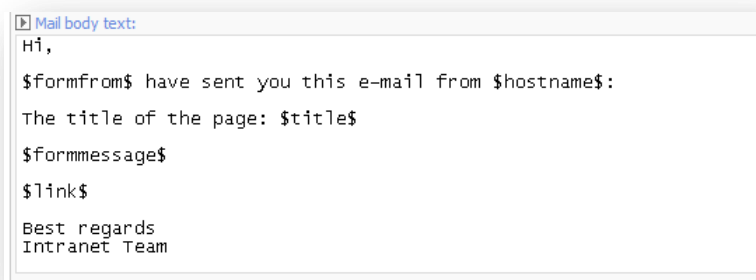 Mail body text:
Hi,
$formfrom$ have sent you this e-mail from $hostname$:
The title of the page: $title$
$formmessage$
$link$
Best regards
Intranet Team